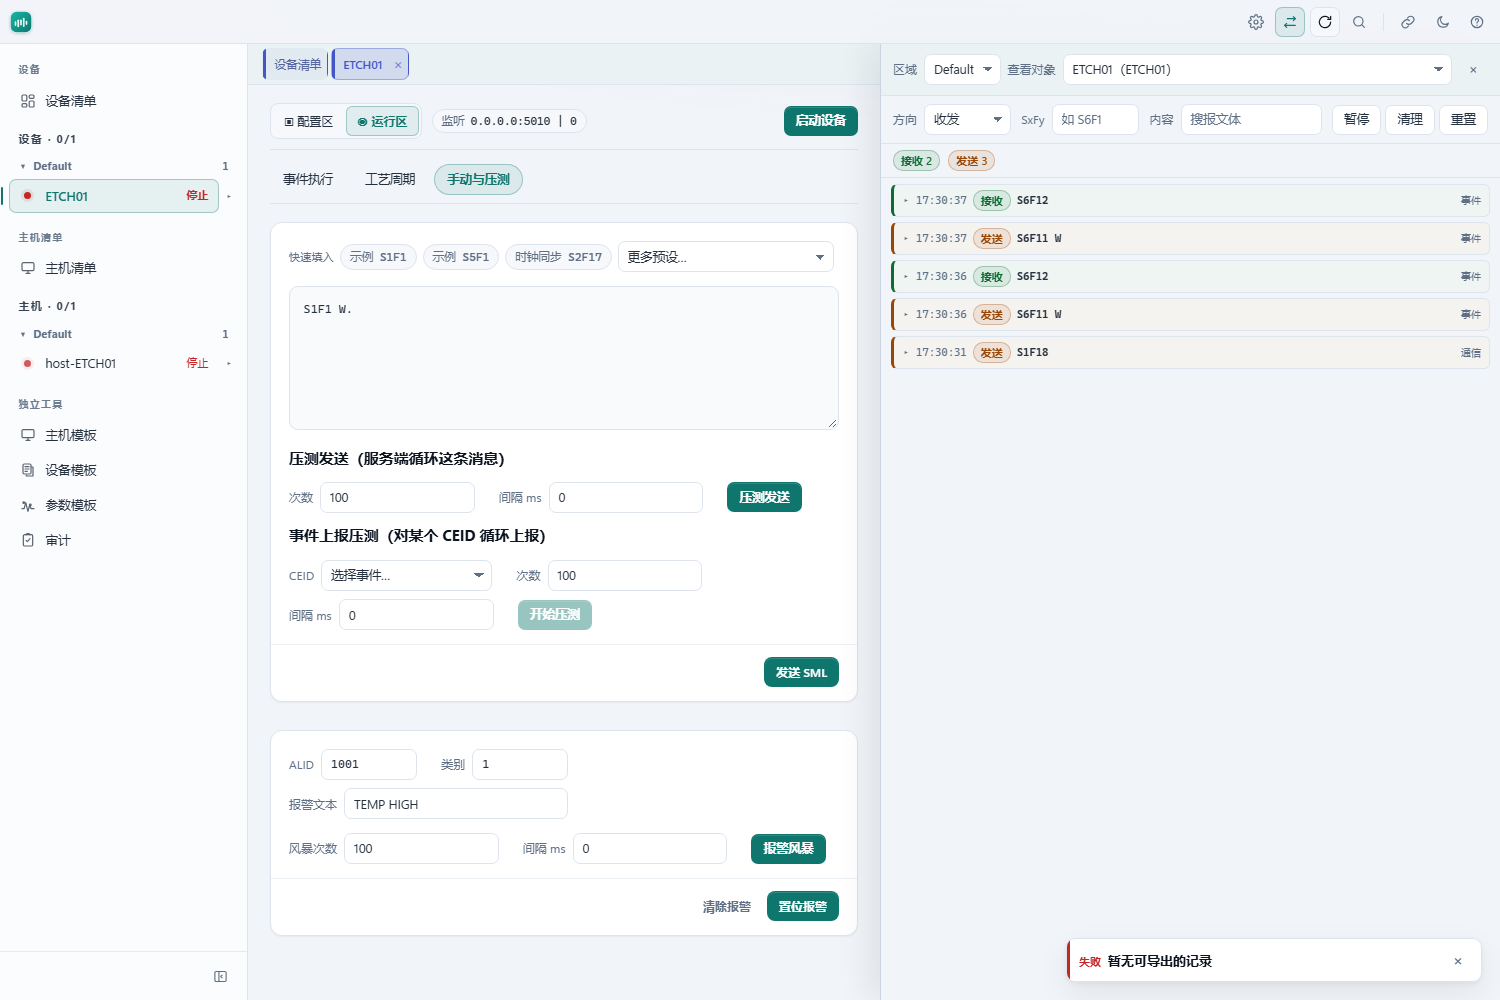 设备
设备清单
设备 · 0/1
Default 1
ETCH01 停止
主机清单
主机清单
主机 · 0/1
Default 1
host-ETCH01 停止
独立工具
主机模板
设备模板
参数模板
审计
设备清单 ETCH01 ×
配置区 运行区 监听 0.0.0.0:5010 | 0 启动设备
事件执行 工艺周期 手动与压测
快速填入 示例 S1F1 示例 S5F1 时钟同步 S2F17 更多预设...
S1F1 W.
压测发送（服务端循环这条消息）
次数 100 间隔 ms 0 压测发送
事件上报压测（对某个 CEID 循环上报）
CEID 选择事件... 次数 100
间隔 ms 0 开始压测
发送 SML
ALID 1001 类别 1
报警文本 TEMP HIGH
风暴次数 100 间隔 ms 0 报警风暴
清除报警 置位报警
区域 Default 查看对象 ETCH01（ETCH01） ×
方向 收发 SxFy 如 S6F1 内容 搜报文体 暂停 清理 重置
接收 2 发送 3
17:30:37 接收 S6F12 事件
17:30:37 发送 S6F11 W 事件
17:30:36 接收 S6F12 事件
17:30:36 发送 S6F11 W 事件
17:30:31 发送 S1F18 通信
失败 暂无可导出的记录 ×